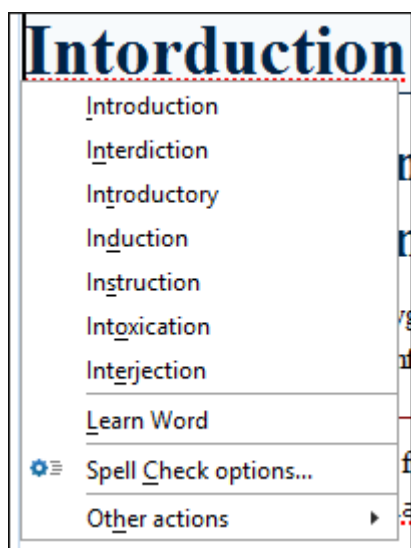 Intorduction
Introduction
Interdiction
Introductory
Induction
Instruction
Intoxication
Interjection
Learn Word
Spell Check options...
Other actions